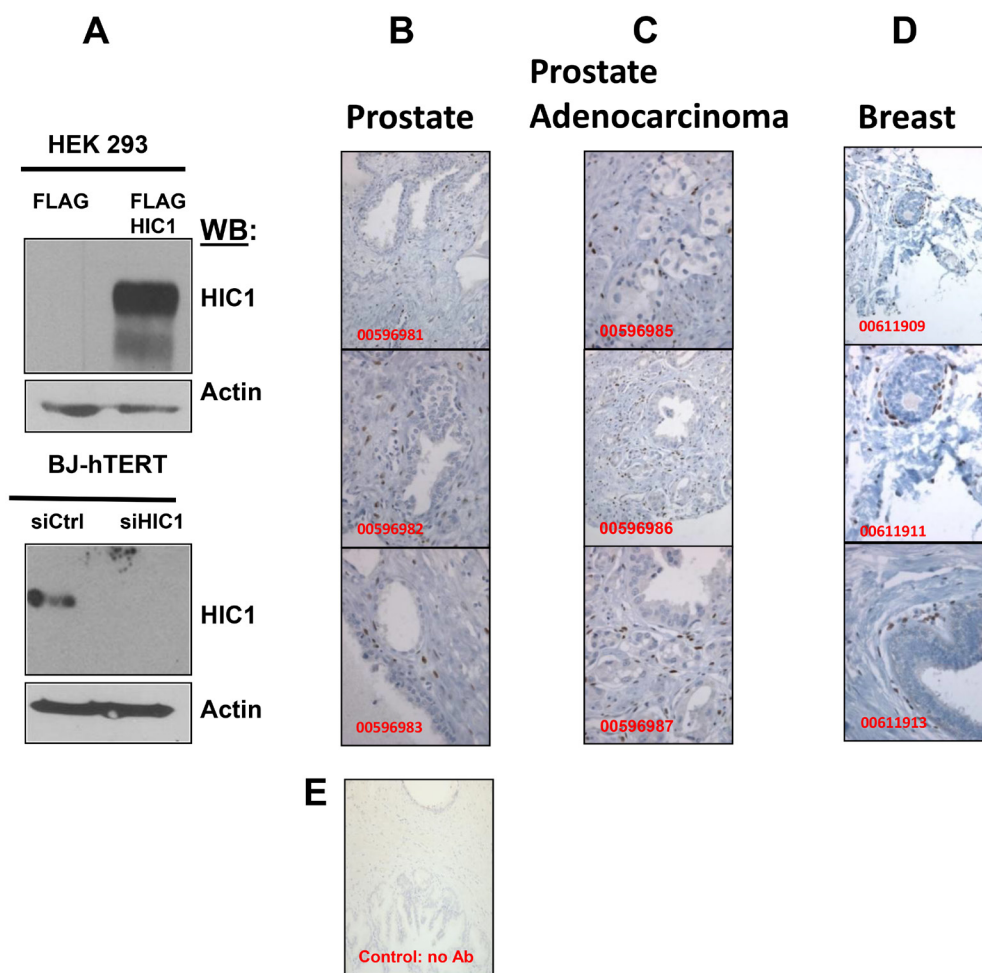 A
HEK 293
FLAG
FLAG
HIC1
WB:
HIC1
Actin
BJ-hTERT
siCtrl
siHIC1
HIC1
Actin
B
Prostate
00596981
00596982
00596983
C
Prostate
Adenocarcinoma
00596985
00596986
00596987
D
Breast
00611909
00611911
00611913
E
Control: no Ab